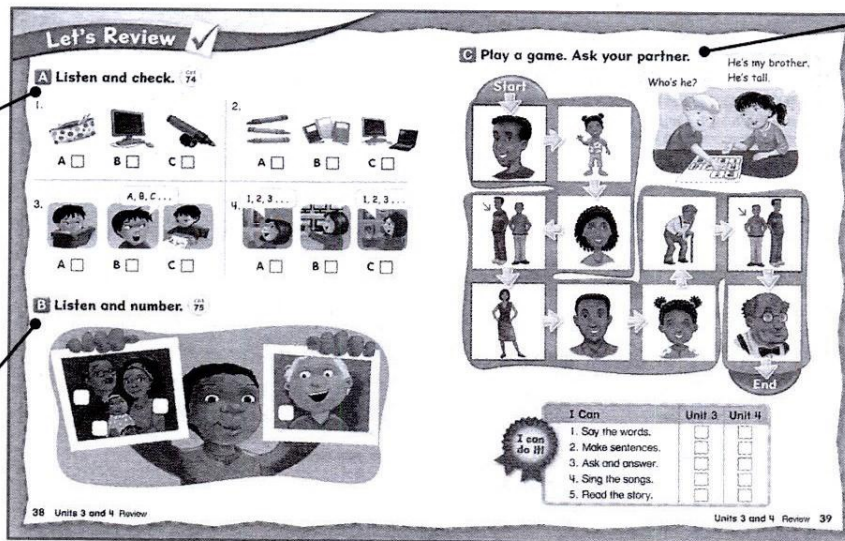 Let's Review
A Listen and check. CD1 74
1.
A B C
2.
A B C
3.
A, B, C . . .
A B C
4.
1, 2, 3 . . .
1, 2, 3 . . .
A B C
B Listen and number. CD1 75
38 Units 3 and 4 Review
C Play a game. Ask your partner.
Who's he?
He's my brother.
He's tall.
Start
End
I can do it!
I Can Unit 3 Unit 4
1. Say the words.
2. Make sentences.
3. Ask and answer.
4. Sing the songs.
5. Read the story.
Units 3 and 4 Review 39